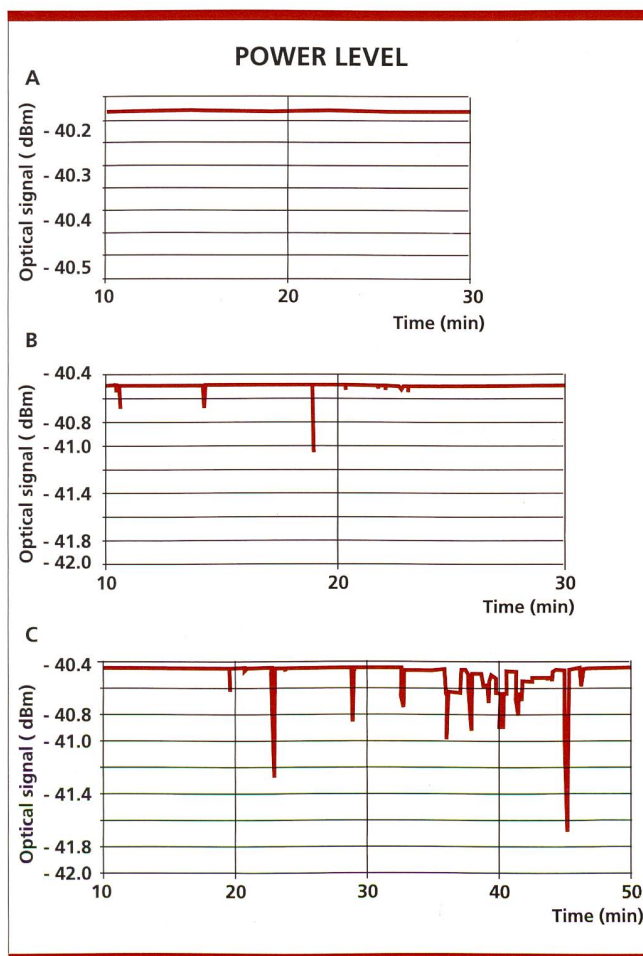 POWER LEVEL
A
Optical signal ( dBm)
- 40.2
- 40.3
- 40.4
- 40.5
10 20 30
Time (min)
B
Optical signal ( dBm)
- 40.4
- 40.8
- 41.0
- 41.4
- 41.8
- 42.0
10 20 30
Time (min)
C
Optical signal ( dBm)
- 40.4
- 40.8
- 41.0
- 41.4
- 41.8
- 42.0
10 20 30 40 50
Time (min)